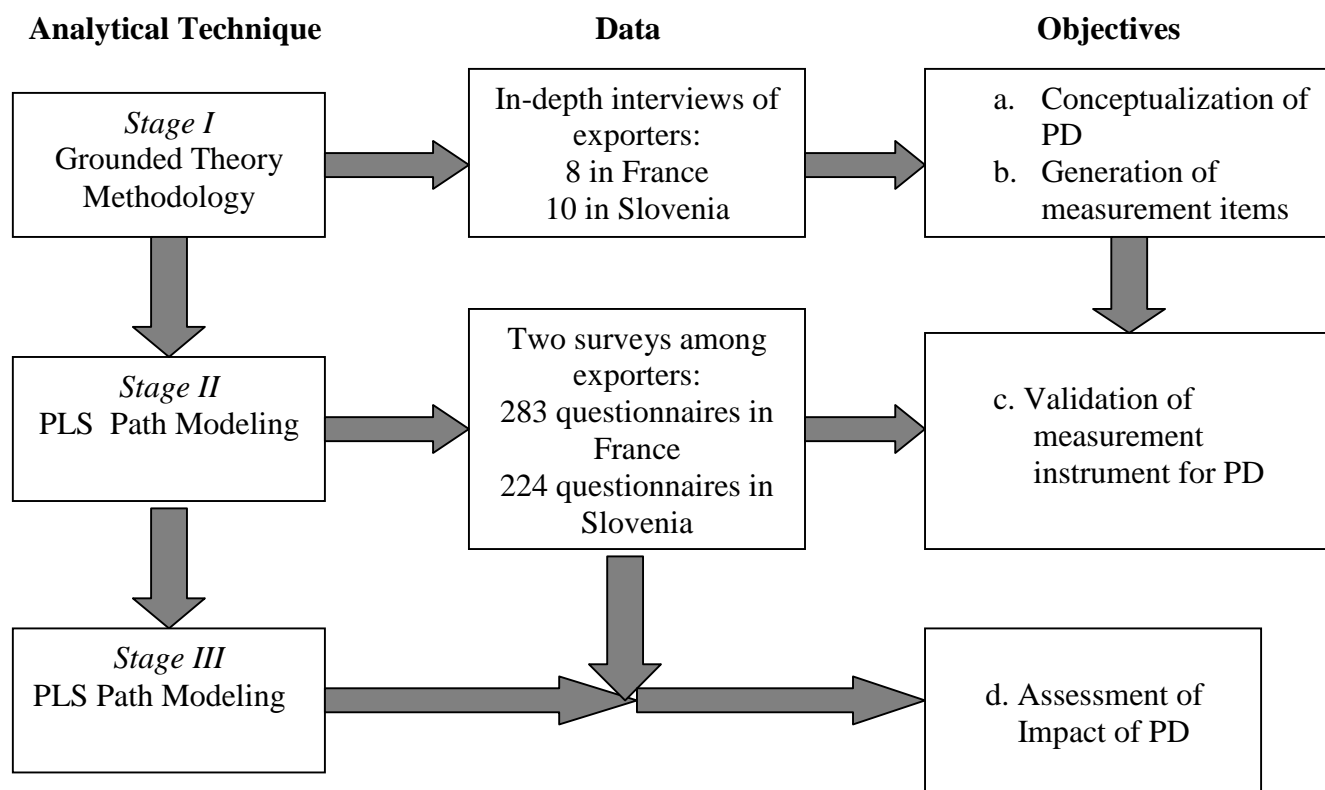 Analytical Technique
Data
Objectives
Stage I
Grounded Theory
Methodology
In-depth interviews of
exporters:
8 in France
10 in Slovenia
a. Conceptualization of
PD
b. Generation of
measurement items
Stage II
PLS Path Modeling
Two surveys among
exporters:
283 questionnaires in
France
224 questionnaires in
Slovenia
c. Validation of
measurement
instrument for PD
Stage III
PLS Path Modeling
d. Assessment of
Impact of PD